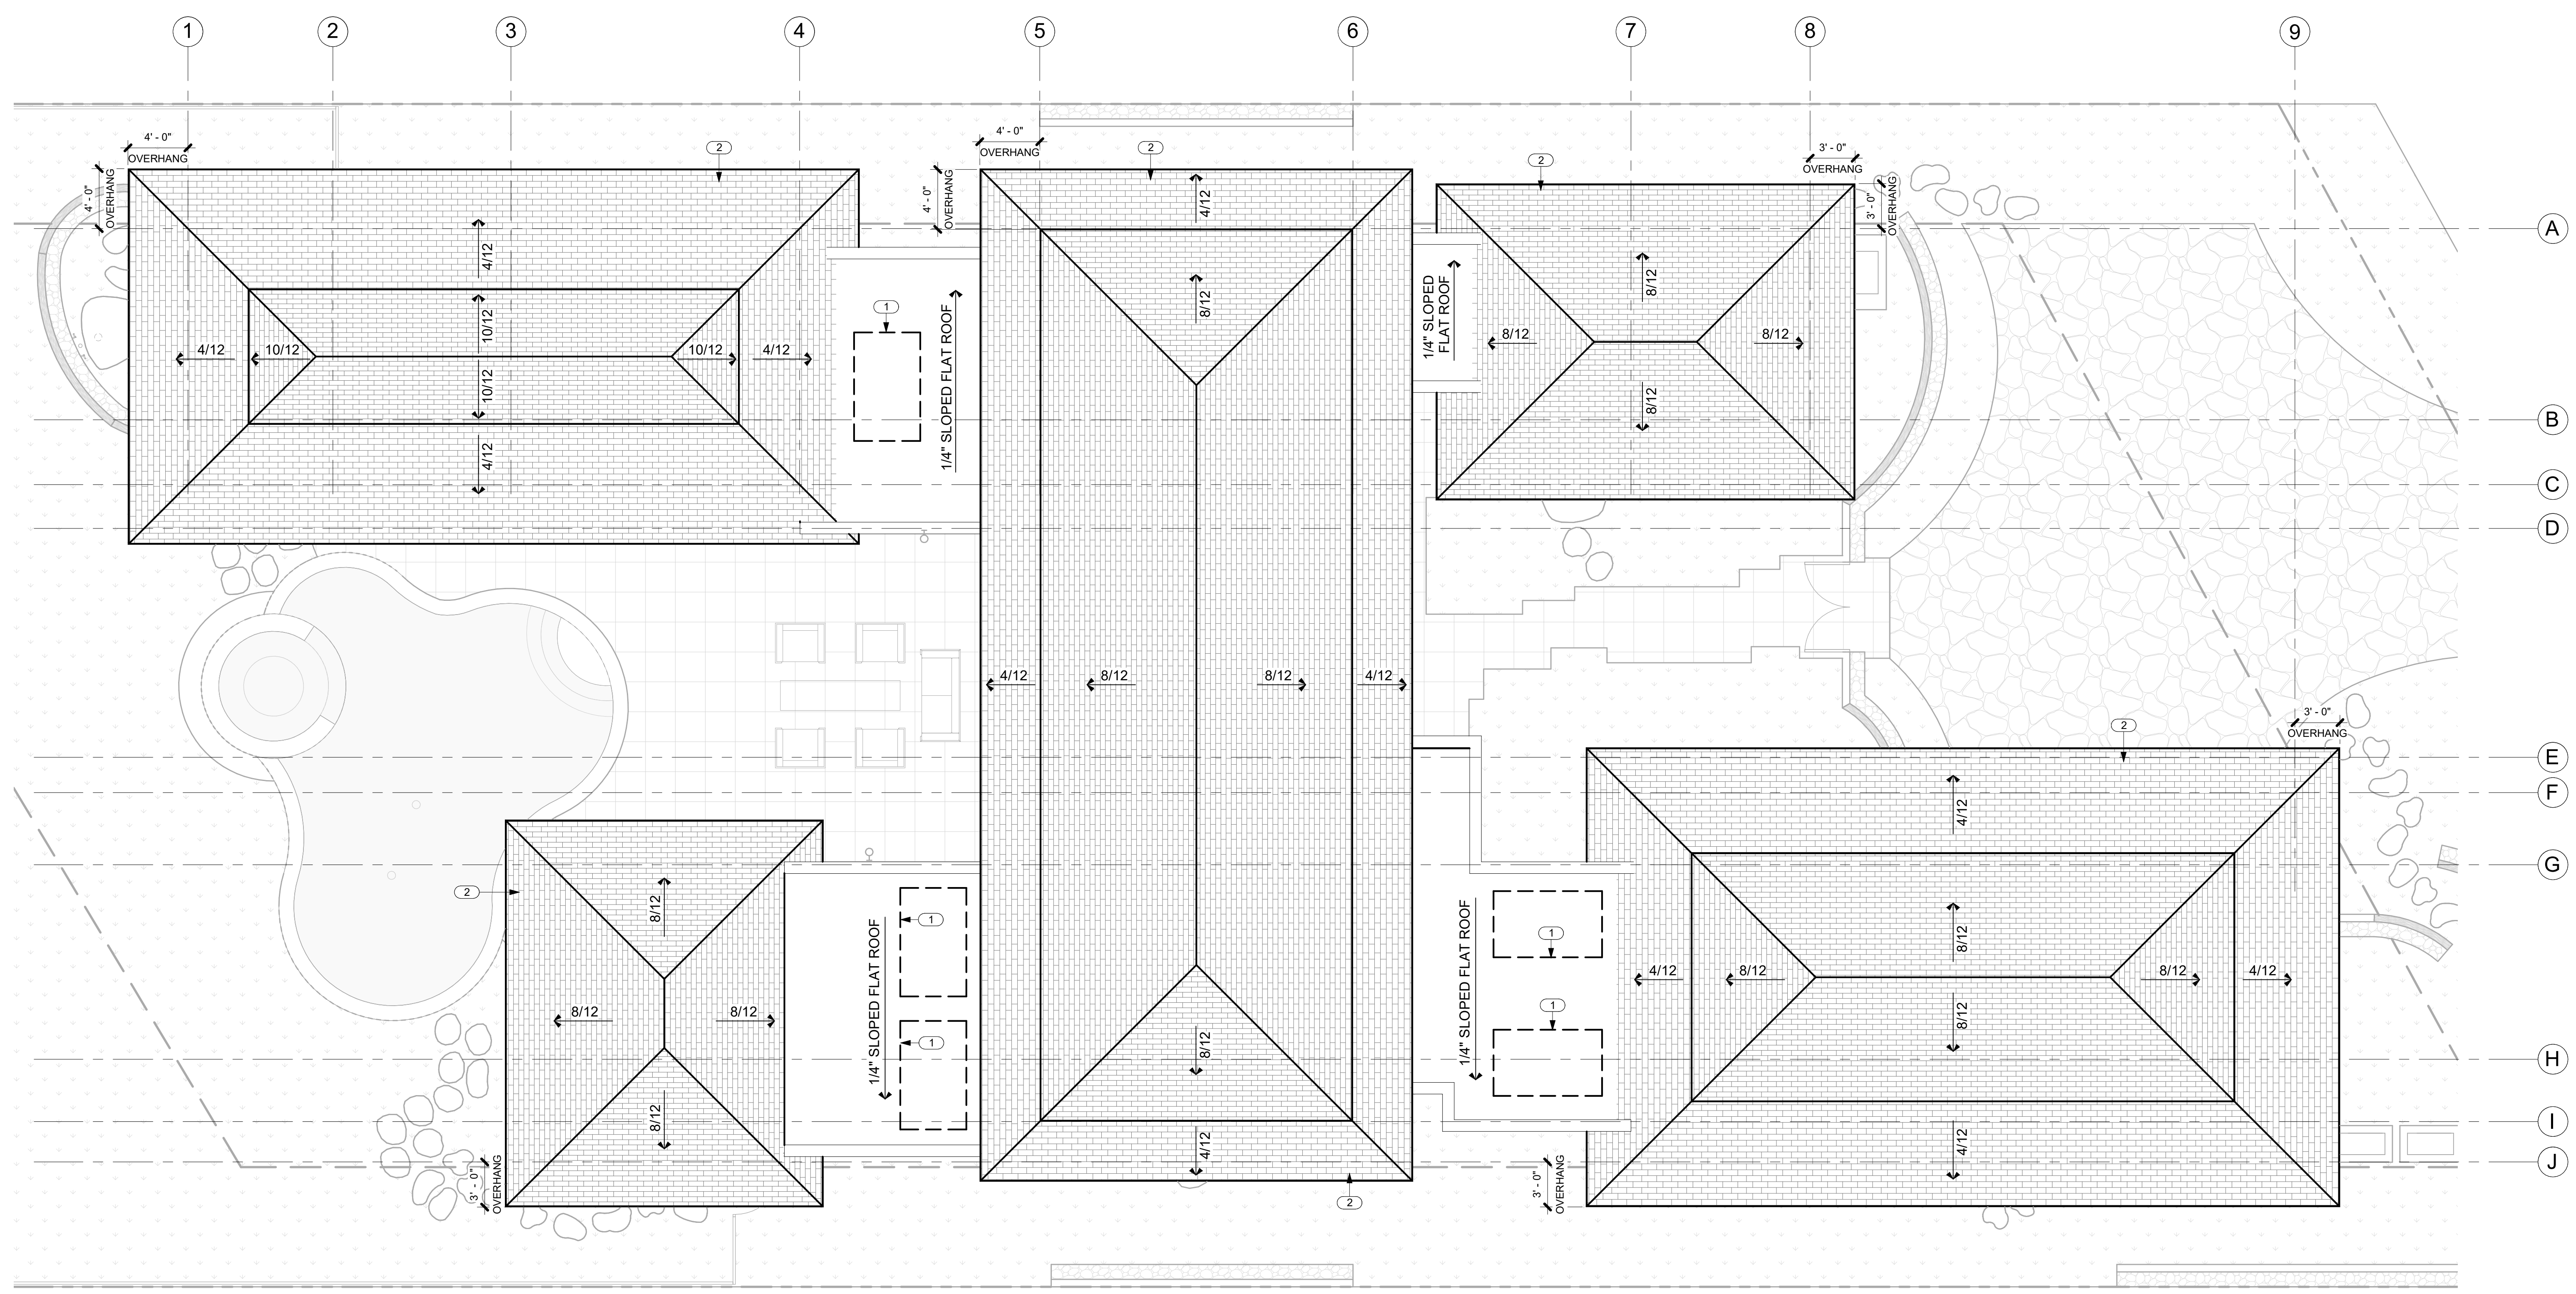 1 2 3 4 5 6 7 8 9
4' - 0"
OVERHANG
4' - 0"
OVERHANG
2
4' - 0"
OVERHANG
4' - 0"
OVERHANG
2
2
3' - 0"
OVERHANG
3' - 0"
OVERHANG
A
4/12
4/12
8/12
4/12
10/12
10/12
10/12
4/12
10/12
4/12
1
1/4" SLOPED FLAT ROOF
1/4" SLOPED
FLAT ROOF
8/12
8/12
8/12
8/12
B
C
D
4/12
8/12
8/12
4/12
3' - 0"
OVERHANG
2
E
F
4/12
G
2
8/12
8/12
8/12
8/12
1/4" SLOPED FLAT ROOF
1
1
1/4" SLOPED FLAT ROOF
1
1
4/12
8/12
8/12
8/12
8/12
4/12
8/12
H
4/12
I
4/12
J
3' - 0"
OVERHANG
2
3' - 0"
OVERHANG